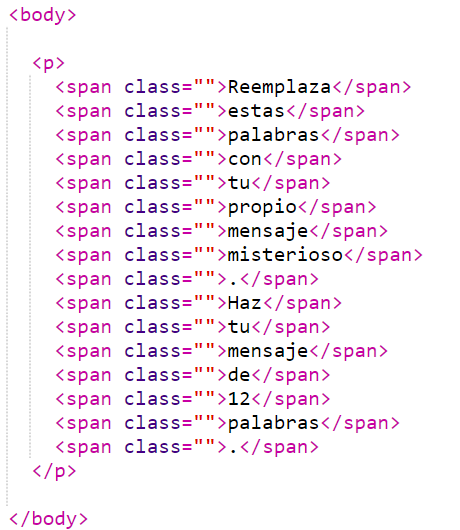 <body>
<p>
<span class="">Reemplaza</span>
<span class="">estas</span>
<span class="">palabras</span>
<span class="">con</span>
<span class="">tu</span>
<span class="">propio</span>
<span class="">mensaje</span>
<span class="">misterioso</span>
<span class="">.</span>
<span class="">Haz</span>
<span class="">tu</span>
<span class="">mensaje</span>
<span class="">de</span>
<span class="">12</span>
<span class="">palabras</span>
<span class="">.</span>
</p>
</body>